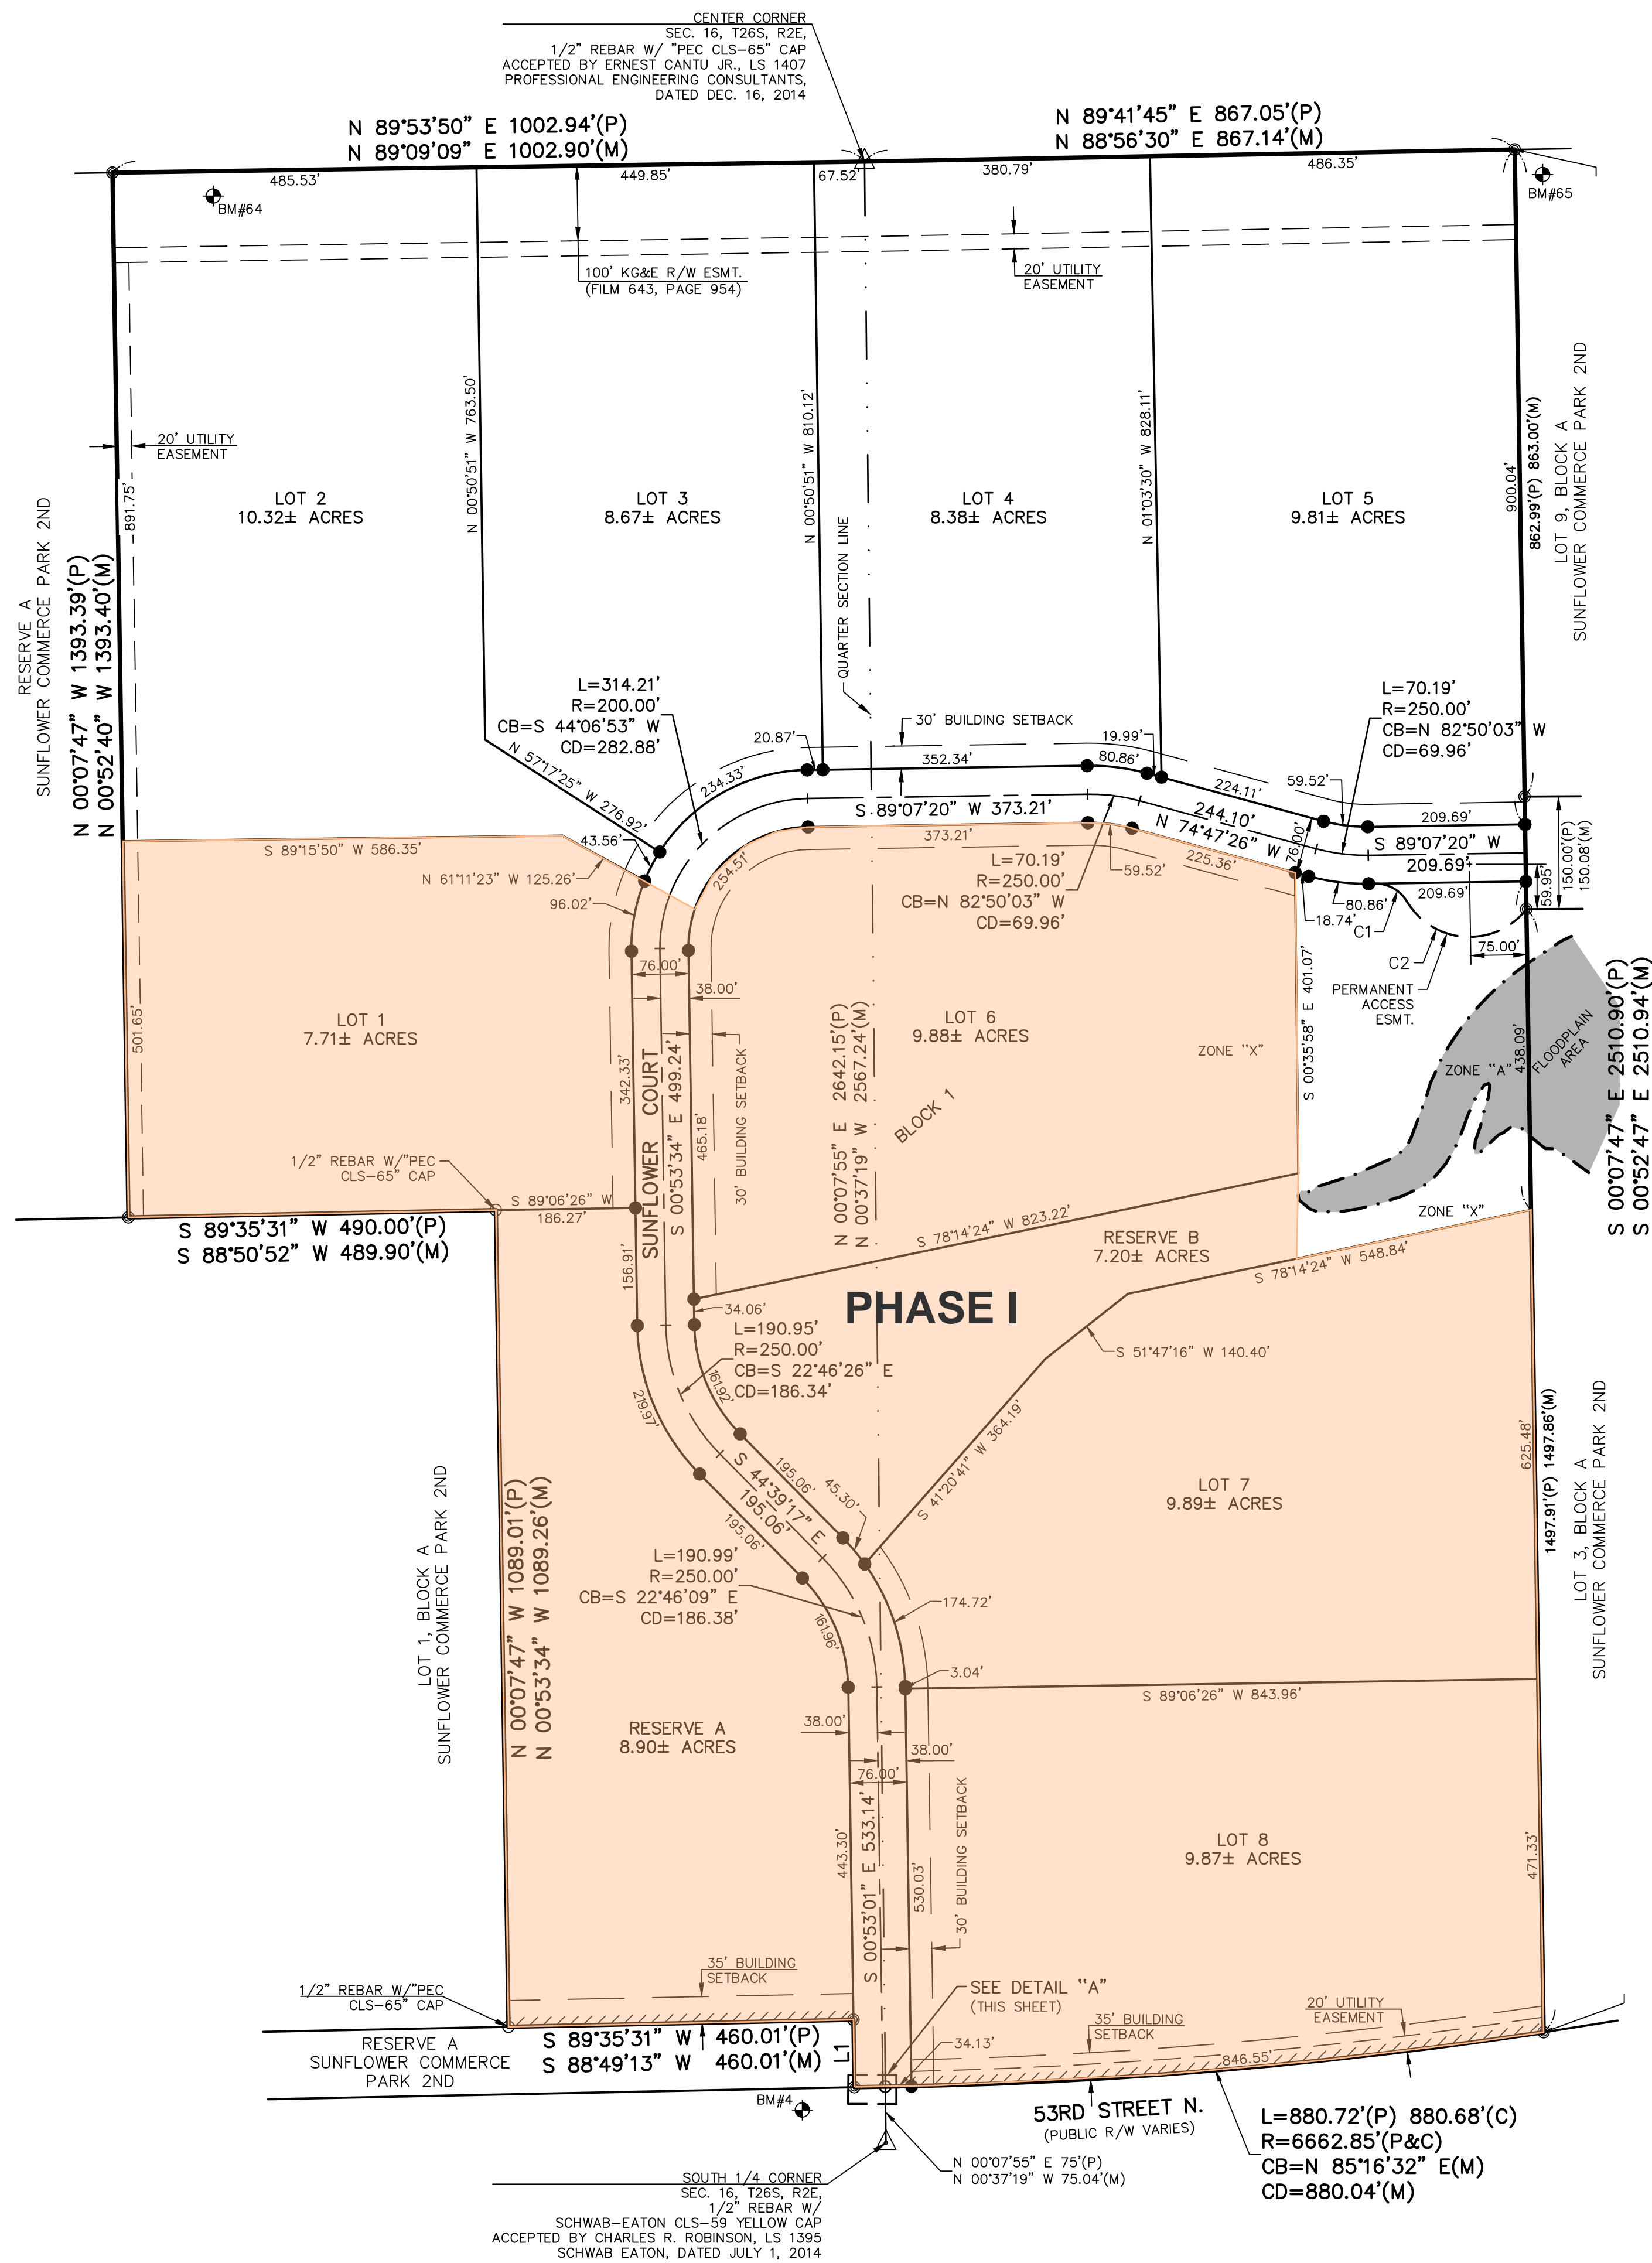 CENTER CORNER
SEC. 16, T26S, R2E,
1/2" REBAR W/ "PEC CLS-65" CAP
ACCEPTED BY ERNEST CANTU JR., LS 1407
PROFESSIONAL ENGINEERING CONSULTANTS,
DATED DEC. 16, 2014
N 89°53'50" E 1002.94'(P)
N 89°09'09" E 1002.90'(M)
N 89°41'45" E 867.05'(P)
N 88°56'30" E 867.14'(M)
485.53'
449.85'
67.52'
380.79'
486.35'
BM#64
BM#65
100' KG&E R/W ESMT.
(FILM 643, PAGE 954)
20' UTILITY
EASEMENT
20' UTILITY
EASEMENT
891.75'
N 00°50'51" W 763.50'
N 00°50'51" W 810.12'
N 01°03'30" W 828.11'
QUARTER SECTION LINE
900.04'
862.99'(P) 863.00'(M)
LOT 9, BLOCK A
SUNFLOWER COMMERCE PARK 2ND
LOT 2
10.32± ACRES
LOT 3
8.67± ACRES
LOT 4
8.38± ACRES
LOT 5
9.81± ACRES
RESERVE A
SUNFLOWER COMMERCE PARK 2ND
N 00°07'47" W 1393.39'(P)
N 00°52'40" W 1393.40'(M)
L=314.21'
R=200.00'
CB=S 44°06'53" W
CD=282.88'
L=70.19'
R=250.00'
CB=N 82°50'03" W
CD=69.96'
30' BUILDING SETBACK
20.87'
352.34'
19.99'
80.86'
224.11'
59.52'
209.69'
N 57°17'25" W 276.92'
234.33'
S 89°07'20" W 373.21'
244.10'
N 74°47'26" W
76.00'
S 89°07'20" W
209.69'
209.69'
59.95'
150.00'(P)
150.08'(M)
43.56'
S 89°15'50" W 586.35'
N 61°11'23" W 125.26'
96.02'
254.51'
373.21'
L=70.19'
R=250.00'
CB=N 82°50'03" W
CD=69.96'
59.52'
225.36'
18.74'
80.86'
C1
C2
75.00'
PERMANENT
ACCESS
ESMT.
76.00'
38.00'
LOT 1
7.71± ACRES
501.65'
LOT 6
9.88± ACRES
ZONE "X"
BLOCK 1
S 00°35'58" E 401.07'
ZONE "A"
FLOODPLAIN
AREA
438.09'
S 00°07'47" E 2510.90'(P)
S 00°52'47" E 2510.94'(M)
342.33'
SUNFLOWER COURT
S 00°53'34" E 499.24'
465.18'
30' BUILDING SETBACK
N 00°07'55" E 2642.15'(P)
N 00°37'19" W 2567.24'(M)
1/2" REBAR W/"PEC
CLS-65" CAP
S 89°06'26" W
186.27'
S 89°35'31" W 490.00'(P)
S 88°50'52" W 489.90'(M)
S 78°14'24" W 823.22'
RESERVE B
7.20± ACRES
ZONE "X"
S 78°14'24" W 548.84'
156.91'
34.06'
PHASE I
L=190.95'
R=250.00'
CB=S 22°46'26" E
CD=186.34'
S 51°47'16" W 140.40'
161.92'
219.97'
S 41°20'41" W 364.19'
195.06'
45.30'
S 44°39'17" E
195.06'
195.06'
LOT 7
9.89± ACRES
625.48'
1497.91'(P) 1497.86'(M)
LOT 3, BLOCK A
SUNFLOWER COMMERCE PARK 2ND
LOT 1, BLOCK A
SUNFLOWER COMMERCE PARK 2ND
N 00°07'47" W 1089.01'(P)
N 00°53'34" W 1089.26'(M)
L=190.99'
R=250.00'
CB=S 22°46'09" E
CD=186.38'
161.96'
174.72'
3.04'
S 89°06'26" W 843.96'
RESERVE A
8.90± ACRES
38.00'
38.00'
76.00'
443.30'
S 00°53'01" E 533.14'
530.03'
30' BUILDING SETBACK
LOT 8
9.87± ACRES
471.33'
35' BUILDING
SETBACK
1/2" REBAR W/"PEC
CLS-65" CAP
SEE DETAIL "A"
(THIS SHEET)
20' UTILITY
EASEMENT
35' BUILDING
SETBACK
RESERVE A
SUNFLOWER COMMERCE
PARK 2ND
S 89°35'31" W 460.01'(P)
S 88°49'13" W 460.01'(M)
L1
34.13'
846.55'
BM#4
53RD STREET N.
(PUBLIC R/W VARIES)
L=880.72'(P) 880.68'(C)
R=6662.85'(P&C)
CB=N 85°16'32" E(M)
CD=880.04'(M)
N 00°07'55" E 75'(P)
N 00°37'19" W 75.04'(M)
SOUTH 1/4 CORNER
SEC. 16, T26S, R2E,
1/2" REBAR W/
SCHWAB-EATON CLS-59 YELLOW CAP
ACCEPTED BY CHARLES R. ROBINSON, LS 1395
SCHWAB EATON, DATED JULY 1, 2014